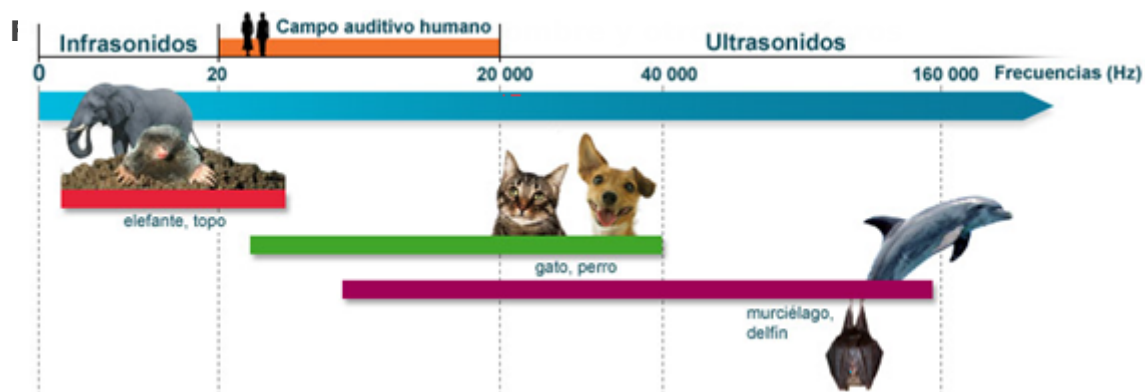 Infrasonidos
Campo auditivo humano
Ultrasonidos
0
20
20 000
40 000
160 000
Frecuencias (Hz)
elefante, topo
gato, perro
murciélago,
delfín